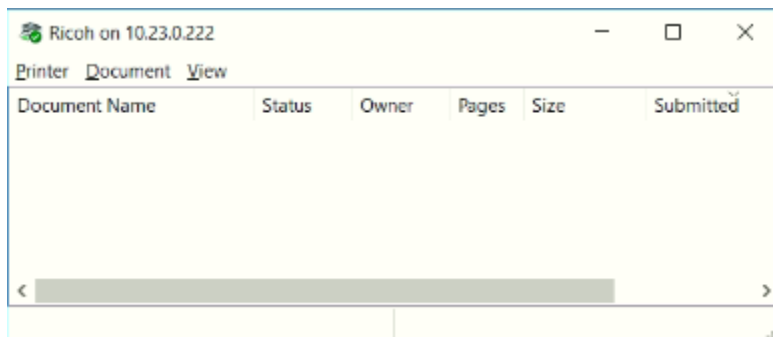 Ricoh on 10.23.0.222
Printer Document View
Document Name Status Owner Pages Size Submitted